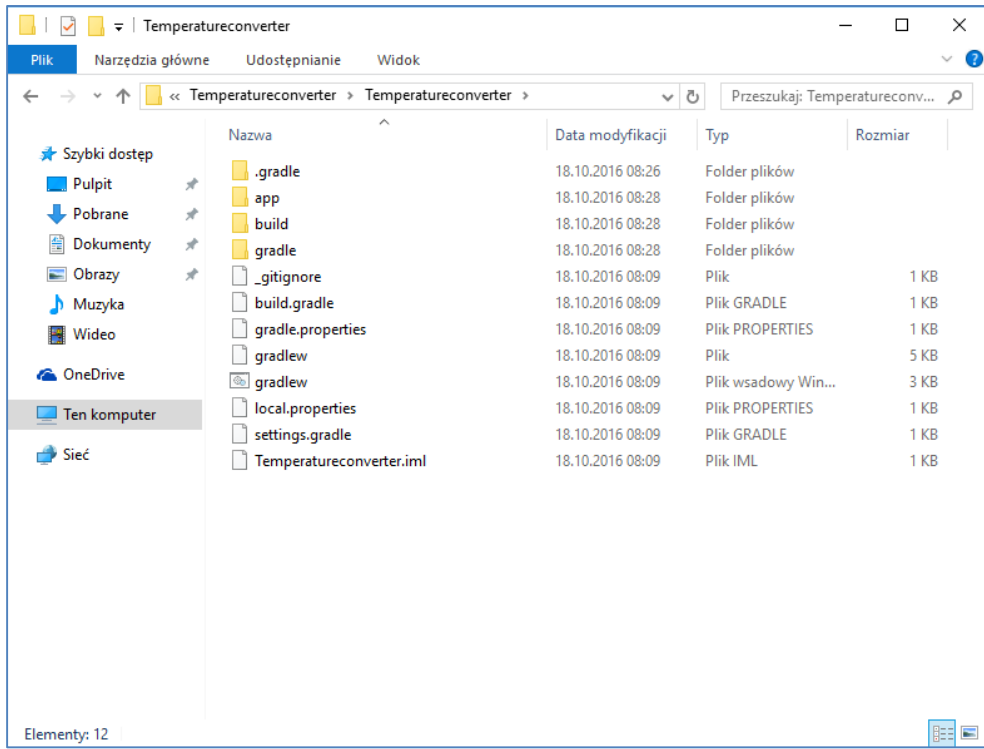 Temperatureconverter
Plik Narzędzia główne Udostępnianie Widok
« Temperatureconverter > Temperatureconverter > Przeszukaj: Temperatureconv...
Nazwa Data modyfikacji Typ Rozmiar
Szybki dostęp
Pulpit
Pobrane
Dokumenty
Obrazy
Muzyka
Wideo
OneDrive
Ten komputer
Sieć
.gradle 18.10.2016 08:26 Folder plików
app 18.10.2016 08:28 Folder plików
build 18.10.2016 08:28 Folder plików
gradle 18.10.2016 08:28 Folder plików
_gitignore 18.10.2016 08:09 Plik 1 KB
build.gradle 18.10.2016 08:09 Plik GRADLE 1 KB
gradle.properties 18.10.2016 08:09 Plik PROPERTIES 1 KB
gradlew 18.10.2016 08:09 Plik 5 KB
gradlew 18.10.2016 08:09 Plik wsadowy Win... 3 KB
local.properties 18.10.2016 08:09 Plik PROPERTIES 1 KB
settings.gradle 18.10.2016 08:09 Plik GRADLE 1 KB
Temperatureconverter.iml 18.10.2016 08:09 Plik IML 1 KB
Elementy: 12